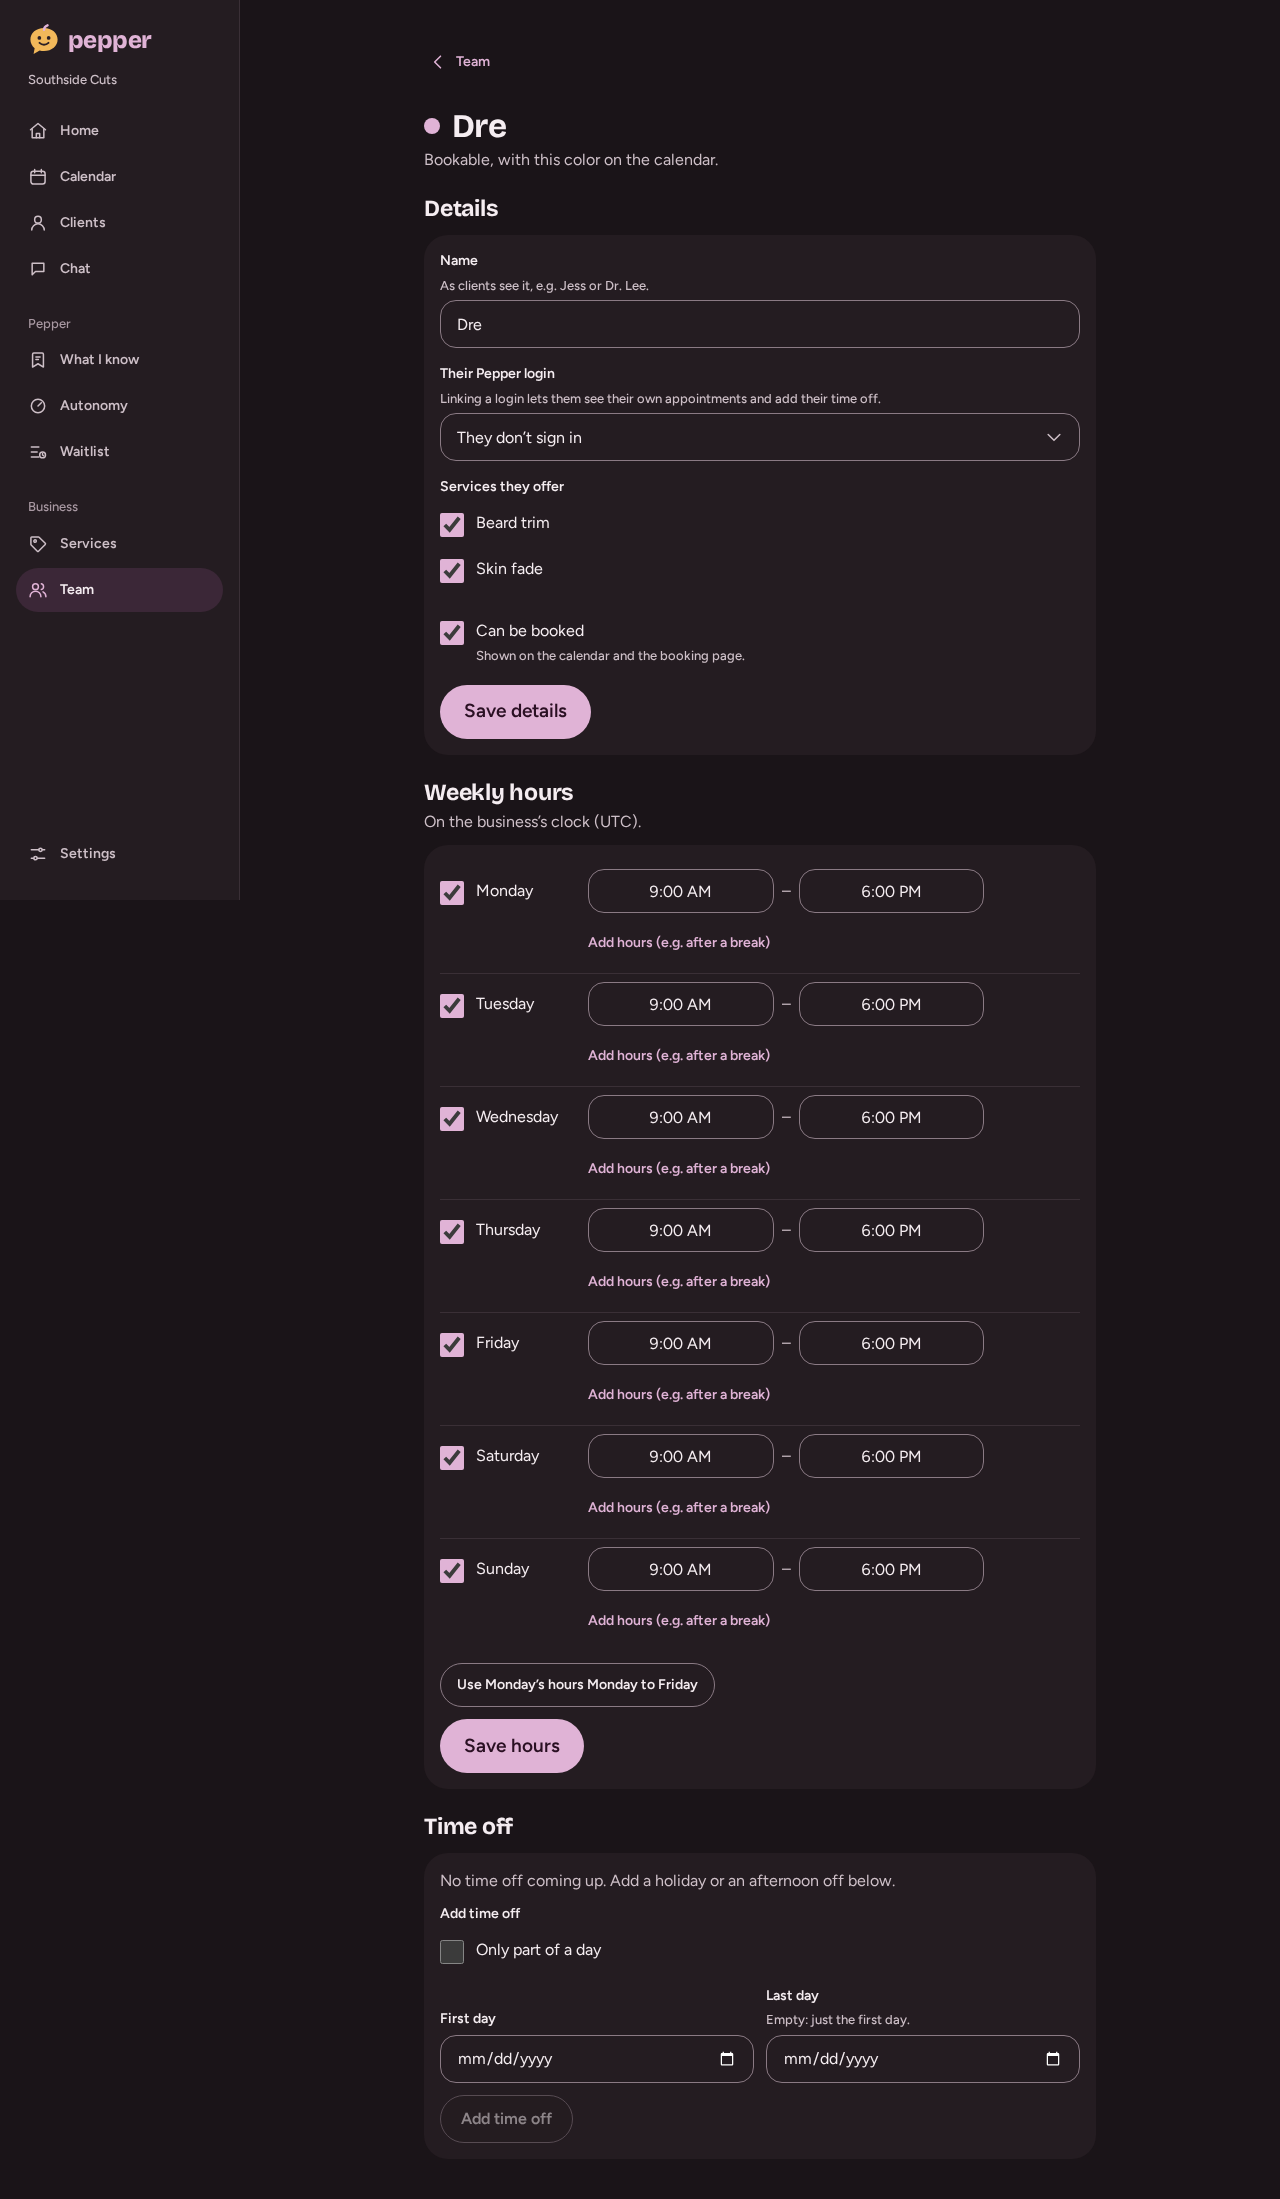 pepper
Southside Cuts
Home
Calendar
Clients
Chat
Pepper
What I know
Autonomy
Waitlist
Business
Services
Team
Settings
Team
Dre
Bookable, with this color on the calendar.
Details
Name
As clients see it, e.g. Jess or Dr. Lee.
Dre
Their Pepper login
Linking a login lets them see their own appointments and add their time off.
They don’t sign in
Services they offer
Beard trim
Skin fade
Can be booked
Shown on the calendar and the booking page.
Save details
Weekly hours
On the business’s clock (UTC).
Monday 9:00 AM – 6:00 PM
Add hours (e.g. after a break)
Tuesday 9:00 AM – 6:00 PM
Add hours (e.g. after a break)
Wednesday 9:00 AM – 6:00 PM
Add hours (e.g. after a break)
Thursday 9:00 AM – 6:00 PM
Add hours (e.g. after a break)
Friday 9:00 AM – 6:00 PM
Add hours (e.g. after a break)
Saturday 9:00 AM – 6:00 PM
Add hours (e.g. after a break)
Sunday 9:00 AM – 6:00 PM
Add hours (e.g. after a break)
Use Monday’s hours Monday to Friday
Save hours
Time off
No time off coming up. Add a holiday or an afternoon off below.
Add time off
Only part of a day
First day
mm/dd/yyyy
Last day
Empty: just the first day.
mm/dd/yyyy
Add time off